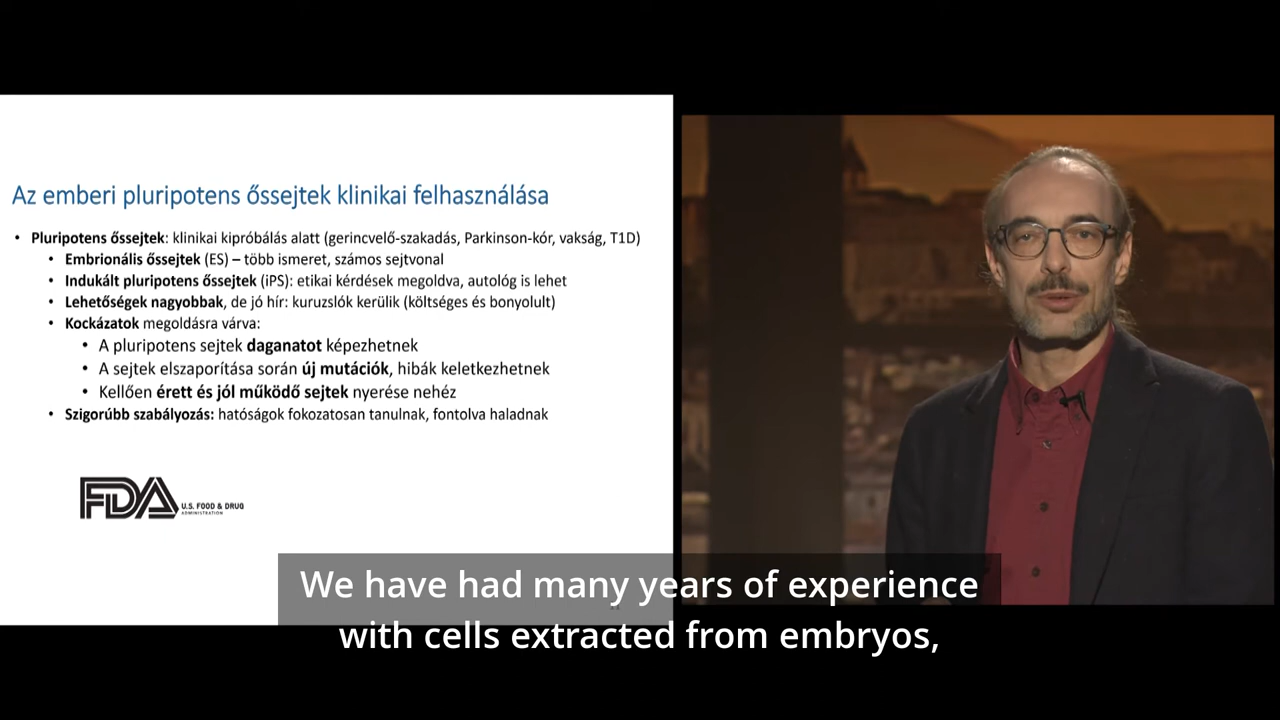 Az emberi pluripotens őssejtek klinikai felhasználása
• Pluripotens őssejtek: klinikai kipróbálás alatt (gerincvelő-szakadás, Parkinson-kór, vakság, T1D)
• Embrionális őssejtek (ES) – több ismeret, számos sejtvonal
• Indukált pluripotens őssejtek (iPS): etikai kérdések megoldva, autológ is lehet
• Lehetőségek nagyobbak, de jó hír: kuruzslók kerülik (költséges és bonyolult)
• Kockázatok megoldásra várva:
• A pluripotens sejtek daganatot képezhetnek
• A sejtek elszaporítása során új mutációk, hibák keletkezhetnek
• Kellően érett és jól működő sejtek nyerése nehéz
• Szigorúbb szabályozás: hatóságok fokozatosan tanulnak, fontolva haladnak
FDA U.S. FOOD & DRUG
ADMINISTRATION
We have had many years of experience
with cells extracted from embryos,